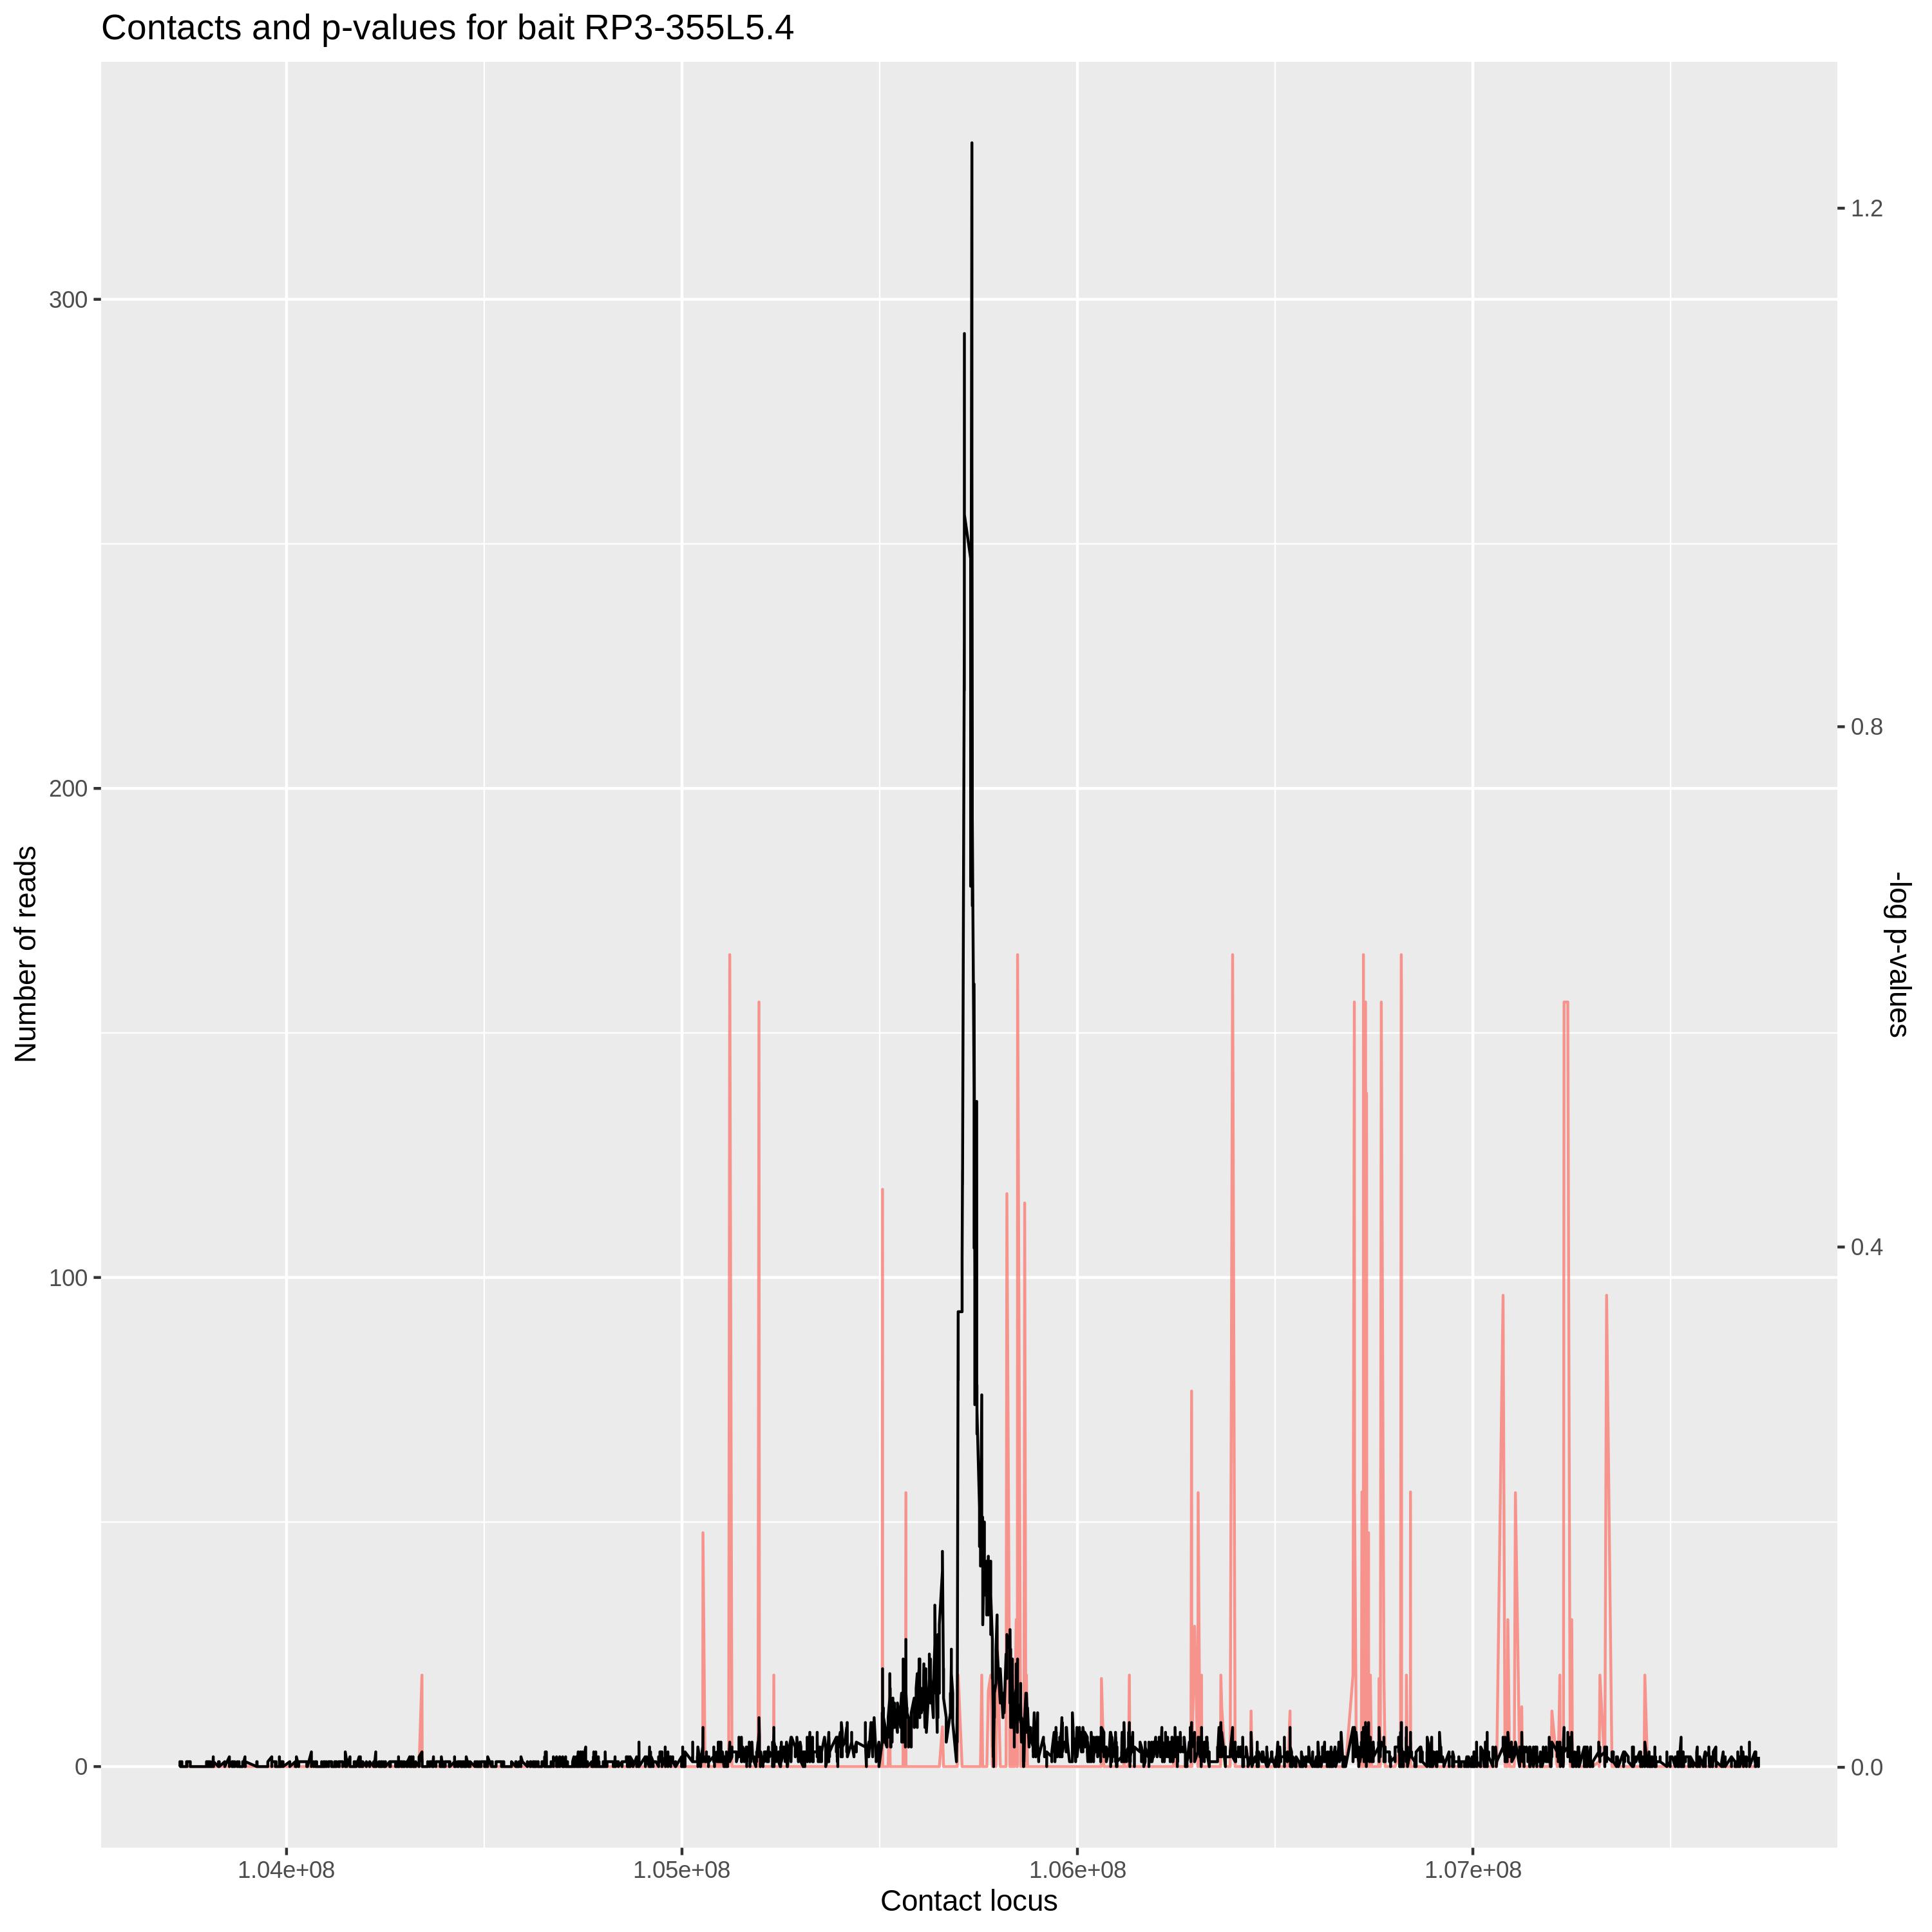 Contacts and p-values for bait RP3-355L5.4
300
200
100
0
Number of reads
1.2
0.8
0.4
0.0
-log p-values
1.04e+08
1.05e+08
1.06e+08
1.07e+08
Contact locus